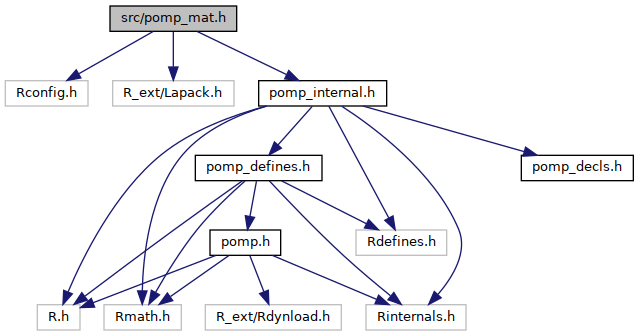 src/pomp_mat.h
Rconfig.h
R_ext/Lapack.h
pomp_internal.h
pomp_defines.h
pomp_decls.h
pomp.h
Rdefines.h
R.h
Rmath.h
R_ext/Rdynload.h
Rinternals.h